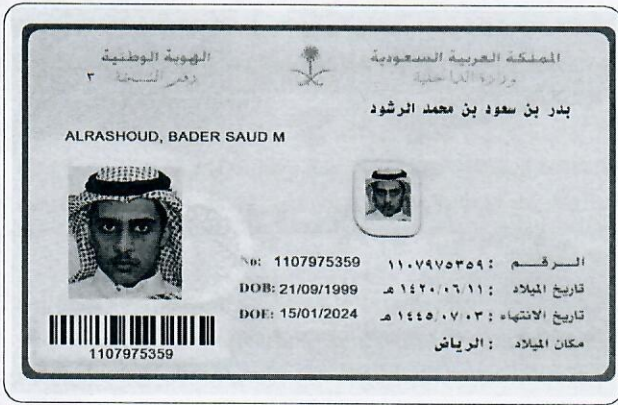 المملكة العربية السعودية
وزارة الداخلية
الهوية الوطنية
رقم النسخة ٣
بدر بن سعود بن محمد الرشود
ALRASHOUD, BADER SAUD M
No: 1107975359 الرقم : ١١٠٧٩٧٥٣٥٩
DOB: 21/09/1999 تاريخ الميلاد : ١٤٢٠/٠٦/١١ هـ
DOE: 15/01/2024 تاريخ الانتهاء : ١٤٤٥/٠٧/٠٣ هـ
مكان الميلاد : الرياض
1107975359